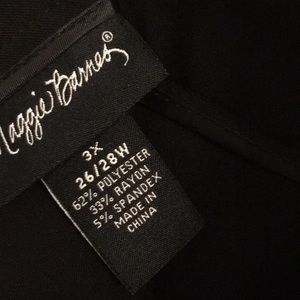 Maggie Barnes®
3X
26/28W
62% POLYESTER
33% RAYON
5% SPANDEX
MADE IN
CHINA